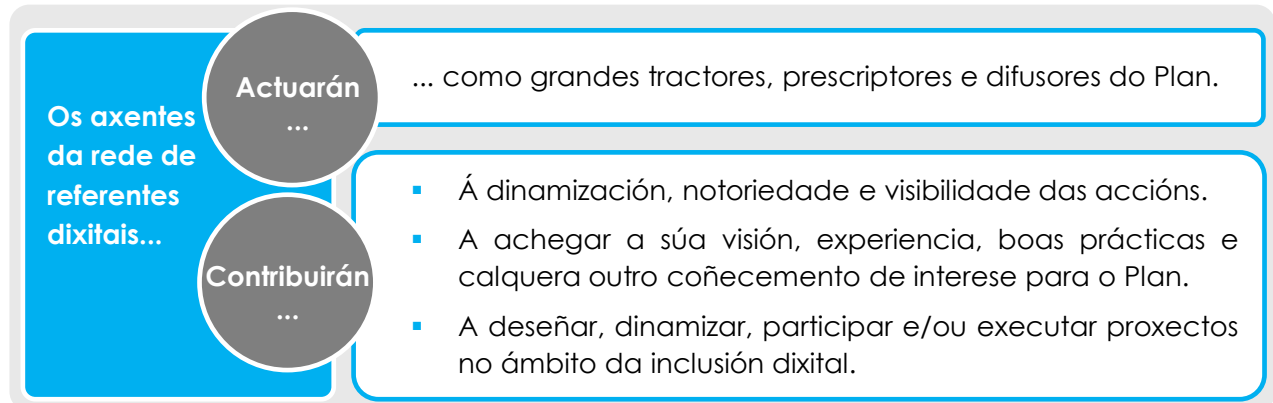 Os axentes
da rede de
referentes
dixitais...
Actuarán
...
... como grandes tractores, prescriptores e difusores do Plan.
Contribuirán
...
▪ Á dinamización, notoriedade e visibilidade das accións.
▪ A achegar a súa visión, experiencia, boas prácticas e
calquera outro coñecemento de interese para o Plan.
▪ A deseñar, dinamizar, participar e/ou executar proxectos
no ámbito da inclusión dixital.